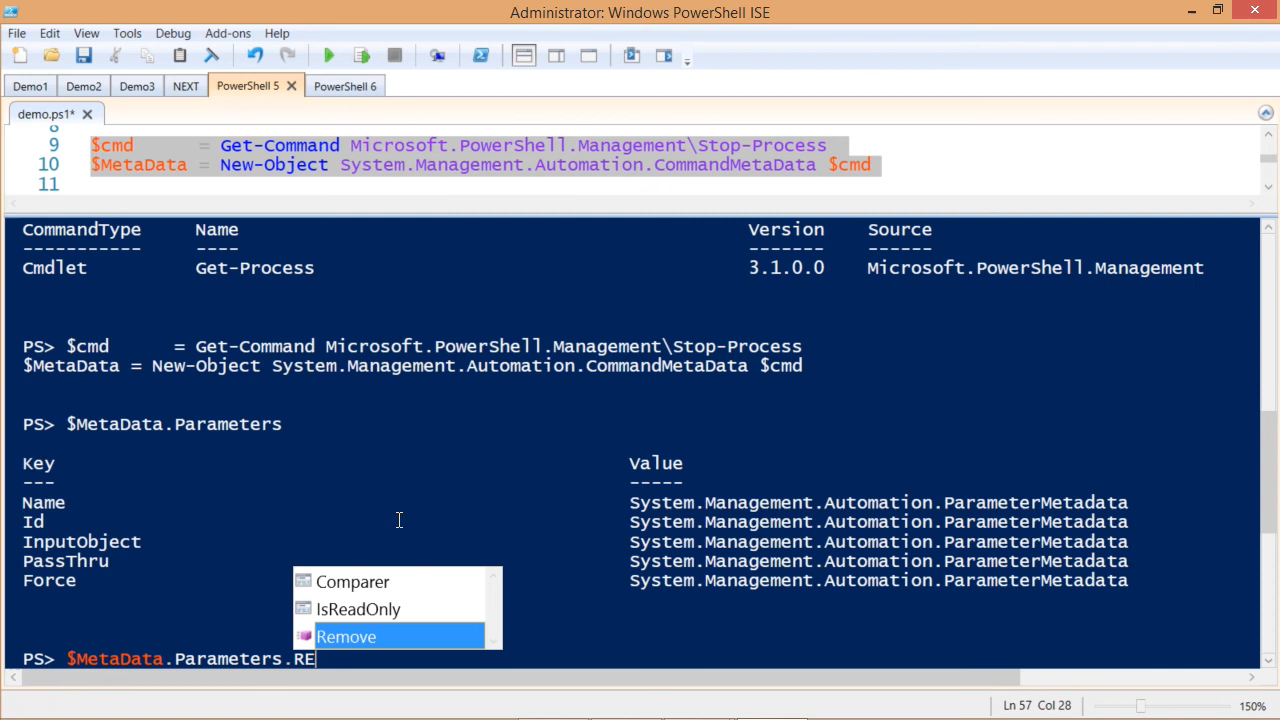 Administrator: Windows PowerShell ISE
File Edit View Tools Debug Add-ons Help
Demo1 Demo2 Demo3 NEXT PowerShell 5 PowerShell 6
demo.ps1*
8
9 $cmd = Get-Command Microsoft.PowerShell.Management\Stop-Process
10 $MetaData = New-Object System.Management.Automation.CommandMetaData $cmd
11
CommandType Name Version Source
----------- ---- ------- ------
Cmdlet Get-Process 3.1.0.0 Microsoft.PowerShell.Management
PS> $cmd = Get-Command Microsoft.PowerShell.Management\Stop-Process
$MetaData = New-Object System.Management.Automation.CommandMetaData $cmd
PS> $MetaData.Parameters
Key Value
--- -----
Name System.Management.Automation.ParameterMetadata
Id System.Management.Automation.ParameterMetadata
InputObject System.Management.Automation.ParameterMetadata
PassThru System.Management.Automation.ParameterMetadata
Force System.Management.Automation.ParameterMetadata
Comparer
IsReadOnly
Remove
PS> $MetaData.Parameters.RE
Ln 57 Col 28 150%